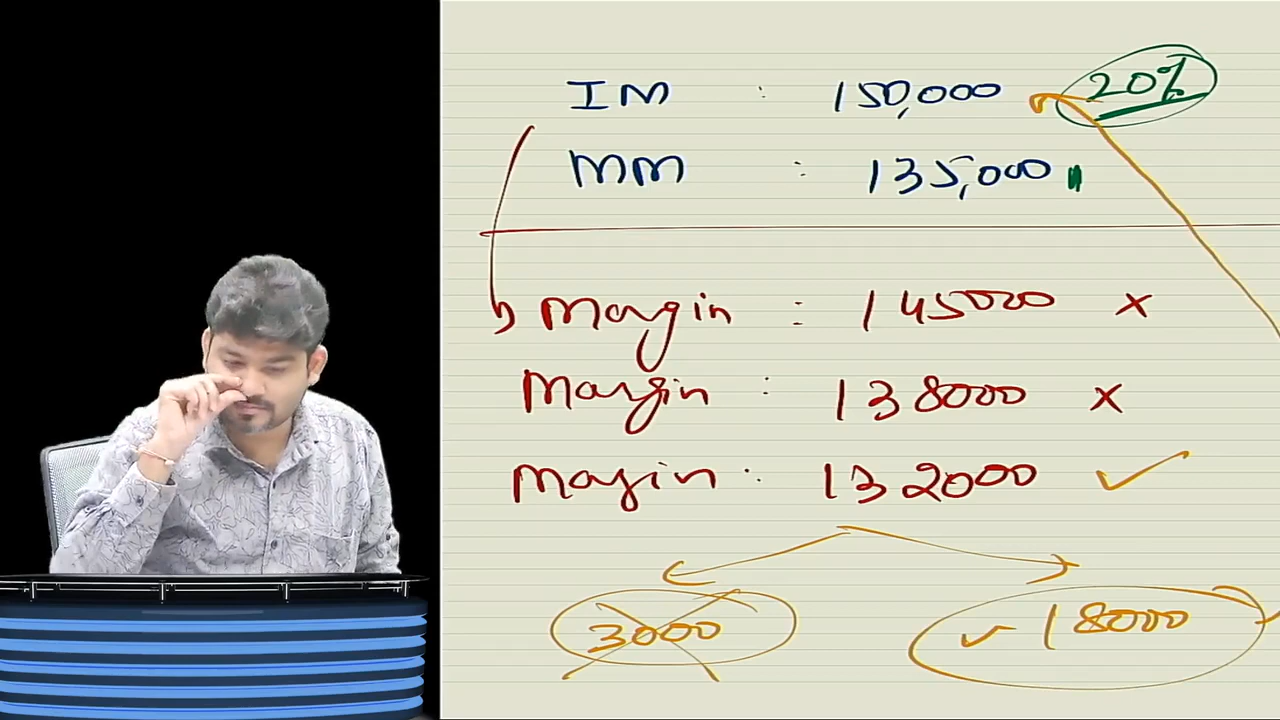 IM : 150,000 20%
MM : 135,000
Margin : 145000 ×
Margin : 138000 ×
Margin : 132000 ✓
3000 ✓ 18000